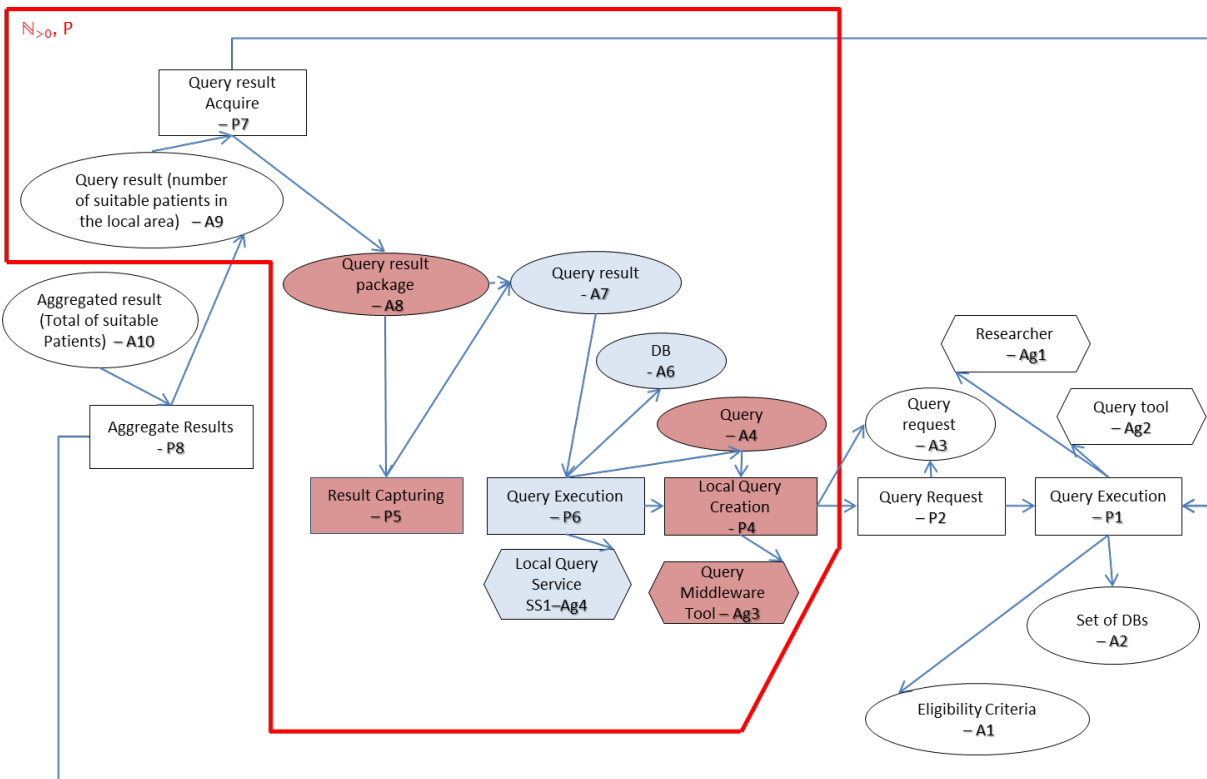 ℕ>0, P
Query result
Acquire
– P7
Query result (number
of suitable patients in
the local area) – A9
Query result
package
– A8
Query result
- A7
Aggregated result
(Total of suitable
Patients) – A10
DB
- A6
Researcher
– Ag1
Query
– A4
Query
request
– A3
Query tool
– Ag2
Aggregate Results
- P8
Result Capturing
– P5
Query Execution
– P6
Local Query
Creation
- P4
Query Request
– P2
Query Execution
– P1
Local Query
Service
SS1–Ag4
Query
Middleware
Tool – Ag3
Set of DBs
– A2
Eligibility Criteria
– A1